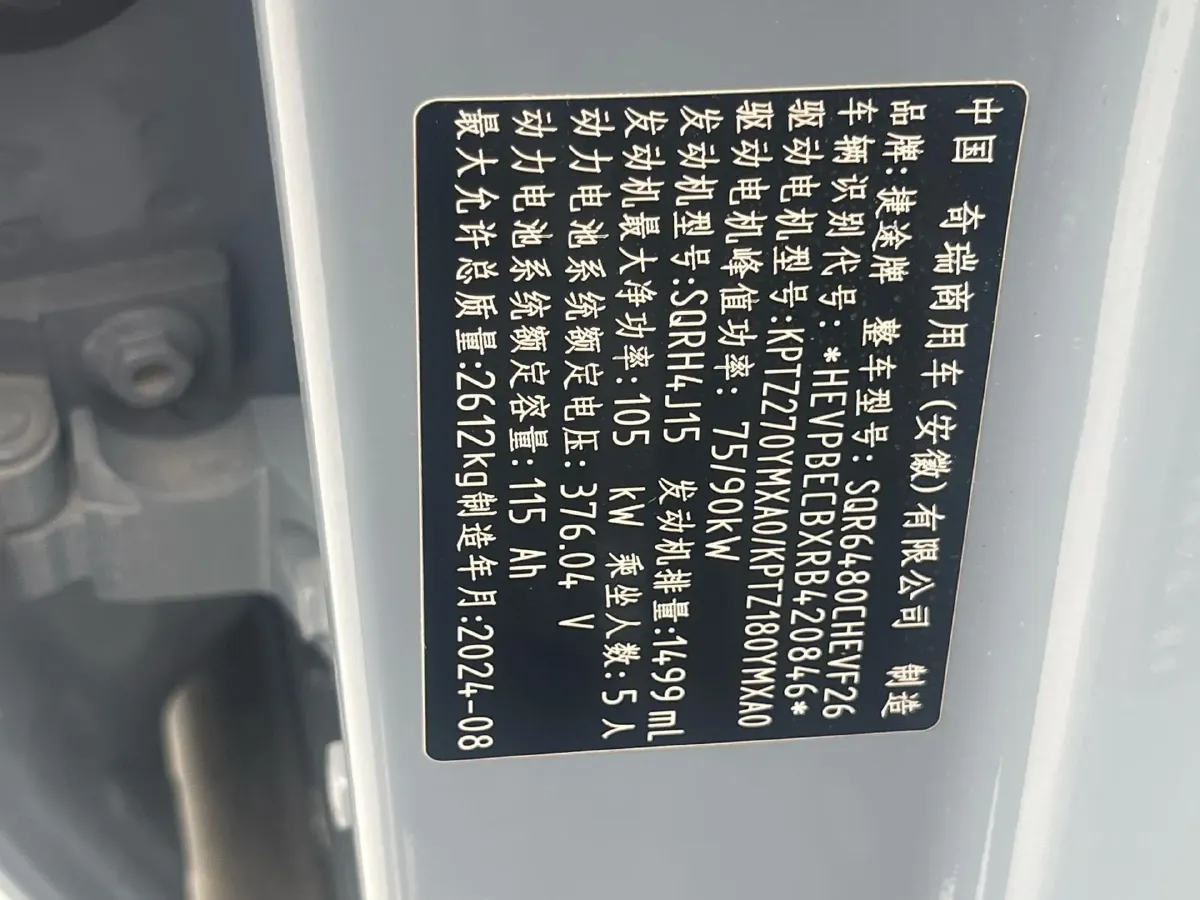 中国 奇瑞商用车(安徽)有限公司 制造
品牌:捷途牌 整车型号:SQR6480CHEVF26
车辆识别代号:*HEVPBECBXRB420846*
驱动电机型号:KPTZ270YMXA0/KPTZ180YMXA0
驱动电机峰值功率: 75/90kW
发动机型号:SQRH4J15 发动机排量:1499mL
发动机最大净功率:105 kW 乘坐人数:5人
动力电池系统额定电压:376.04 V
动力电池系统额定容量:115 Ah
最大允许总质量:2612kg制造年月:2024-08